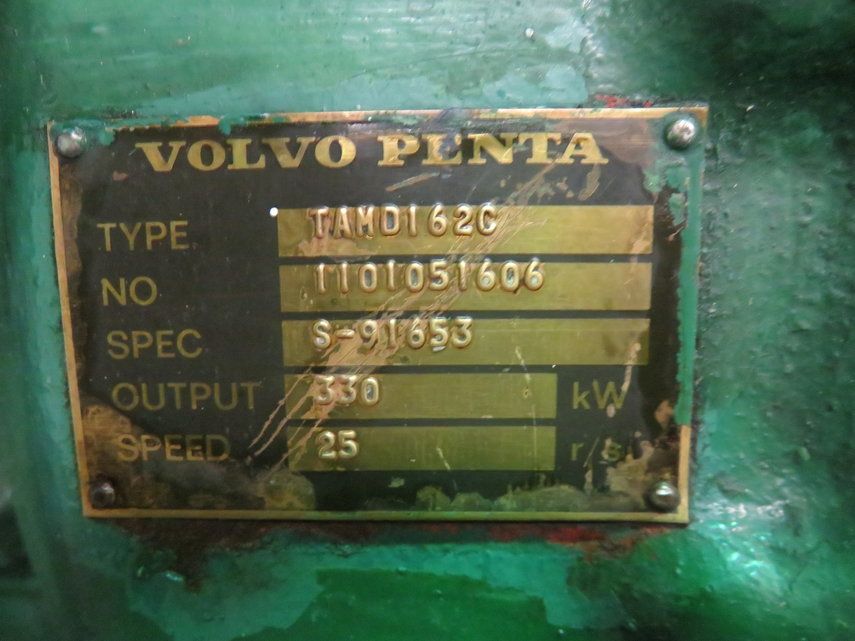 VOLVO PENTA
TYPE TAMD162C
NO 1101051606
SPEC S-91653
OUTPUT 330 kW
SPEED 25 r/s